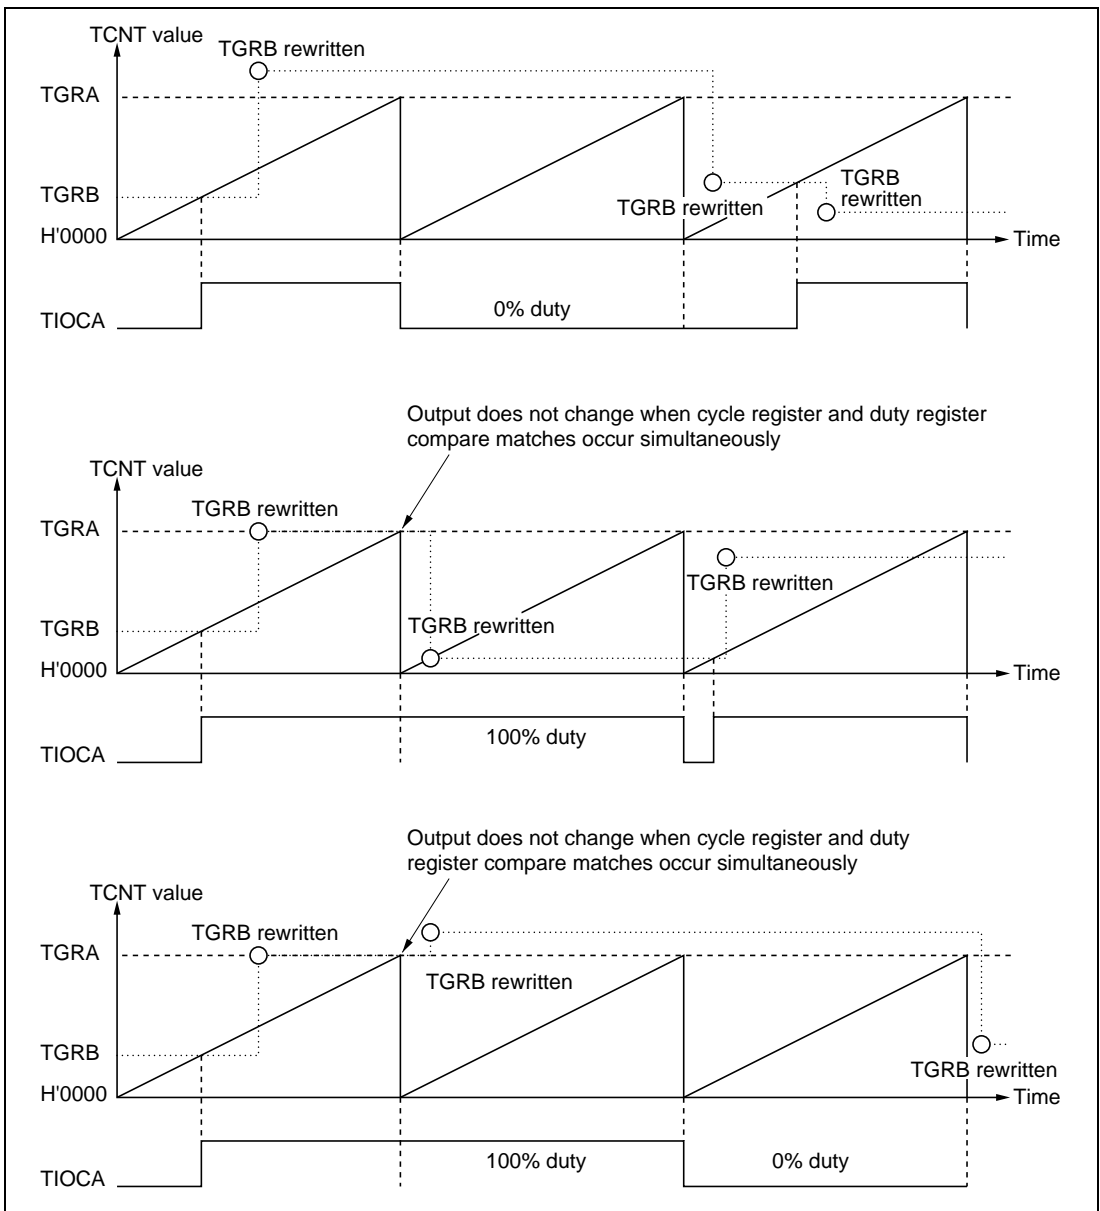 TCNT value
TGRB rewritten
TGRA
TGRB
rewritten
TGRB
TGRB rewritten
H'0000
Time
TIOCA
0% duty
Output does not change when cycle register and duty register
compare matches occur simultaneously
TCNT value
TGRB rewritten
TGRA
TGRB rewritten
TGRB
TGRB rewritten
H'0000
Time
100% duty
TIOCA
Output does not change when cycle register and duty
register compare matches occur simultaneously
TCNT value
TGRB rewritten
TGRA
TGRB rewritten
TGRB
TGRB rewritten
H'0000
Time
100% duty
0% duty
TIOCA